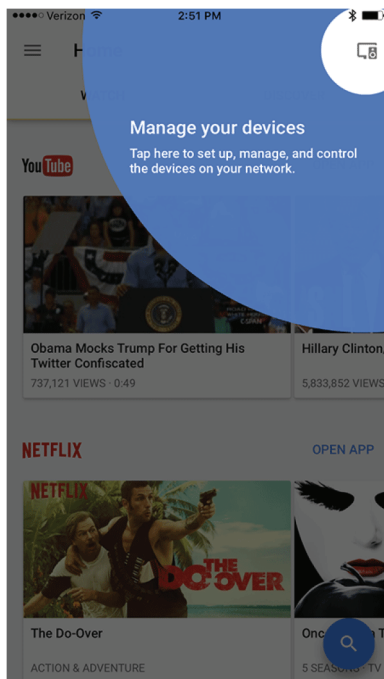 Verizon 2:51 PM
H
W
Manage your devices
Tap here to set up, manage, and control
the devices on your network.
YouTube
CSPAN
Obama Mocks Trump For Getting His
Twitter Confiscated
737,121 VIEWS · 0:49
Hillary Clinton,
5,833,852 VIEWS
NETFLIX
OPEN APP
NETFLIX
THE
DO-OVER
The Do-Over
ACTION & ADVENTURE
Onc
T
5 SEASONS · TV